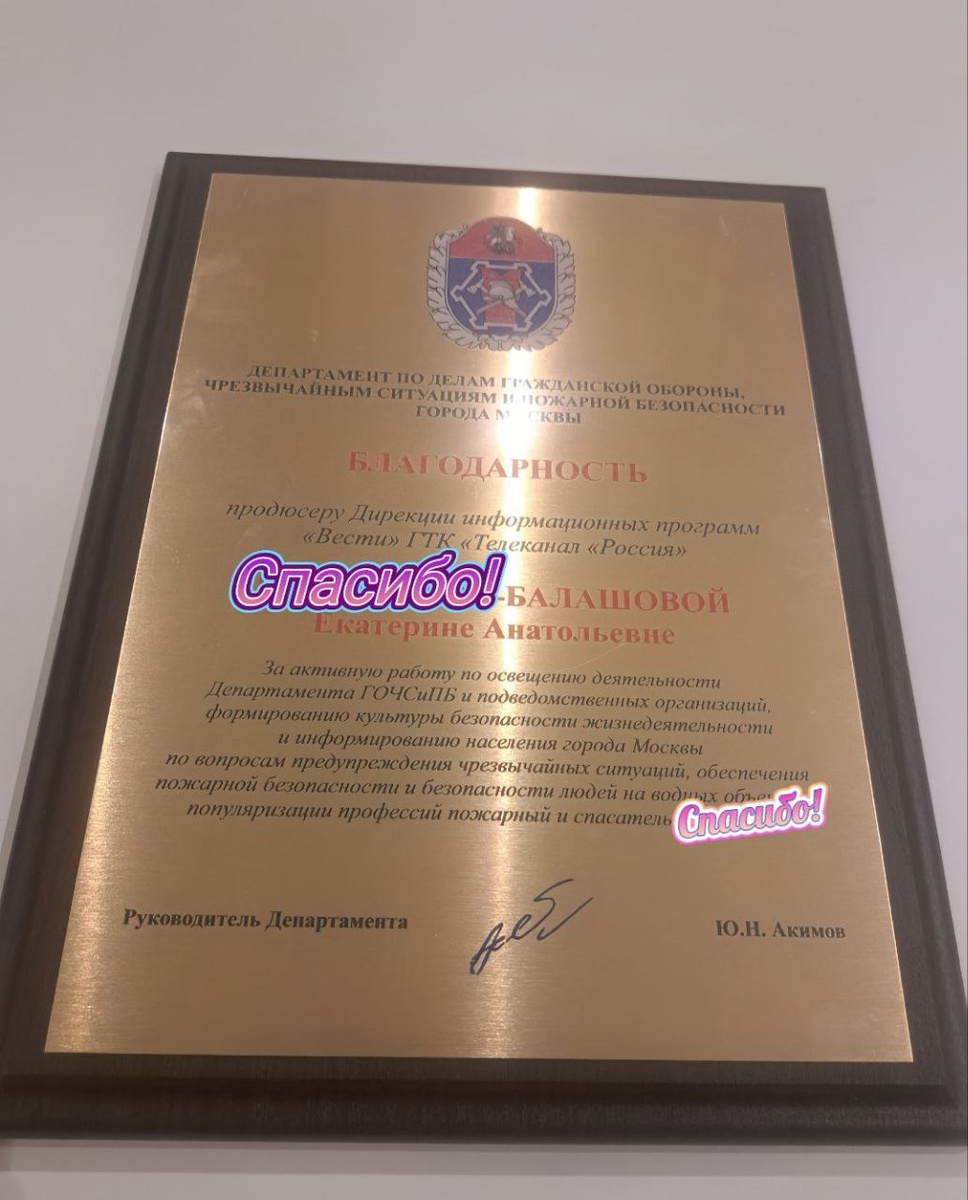 ДЕПАРТАМЕНТ ПО ДЕЛАМ ГРАЖДАНСКОЙ ОБОРОНЫ,
ЧРЕЗВЫЧАЙНЫМ СИТУАЦИЯМ И ПОЖАРНОЙ БЕЗОПАСНОСТИ
ГОРОДА МОСКВЫ
БЛАГОДАРНОСТЬ
продюсеру Дирекции информационных программ
«Вести» ГТК «Телеканал «Россия»
Спасибо! -БАЛАШОВОЙ
Екатерине Анатольевне
За активную работу по освещению деятельности
Департамента ГОЧСиПБ и подведомственных организаций,
формированию культуры безопасности жизнедеятельности
и информированию населения города Москвы
по вопросам предупреждения чрезвычайных ситуаций, обеспечения
пожарной безопасности и безопасности людей на водных
популяризации профессий пожарный и спасатель Спасибо!
Руководитель Департамента Ю.Н. Акимов